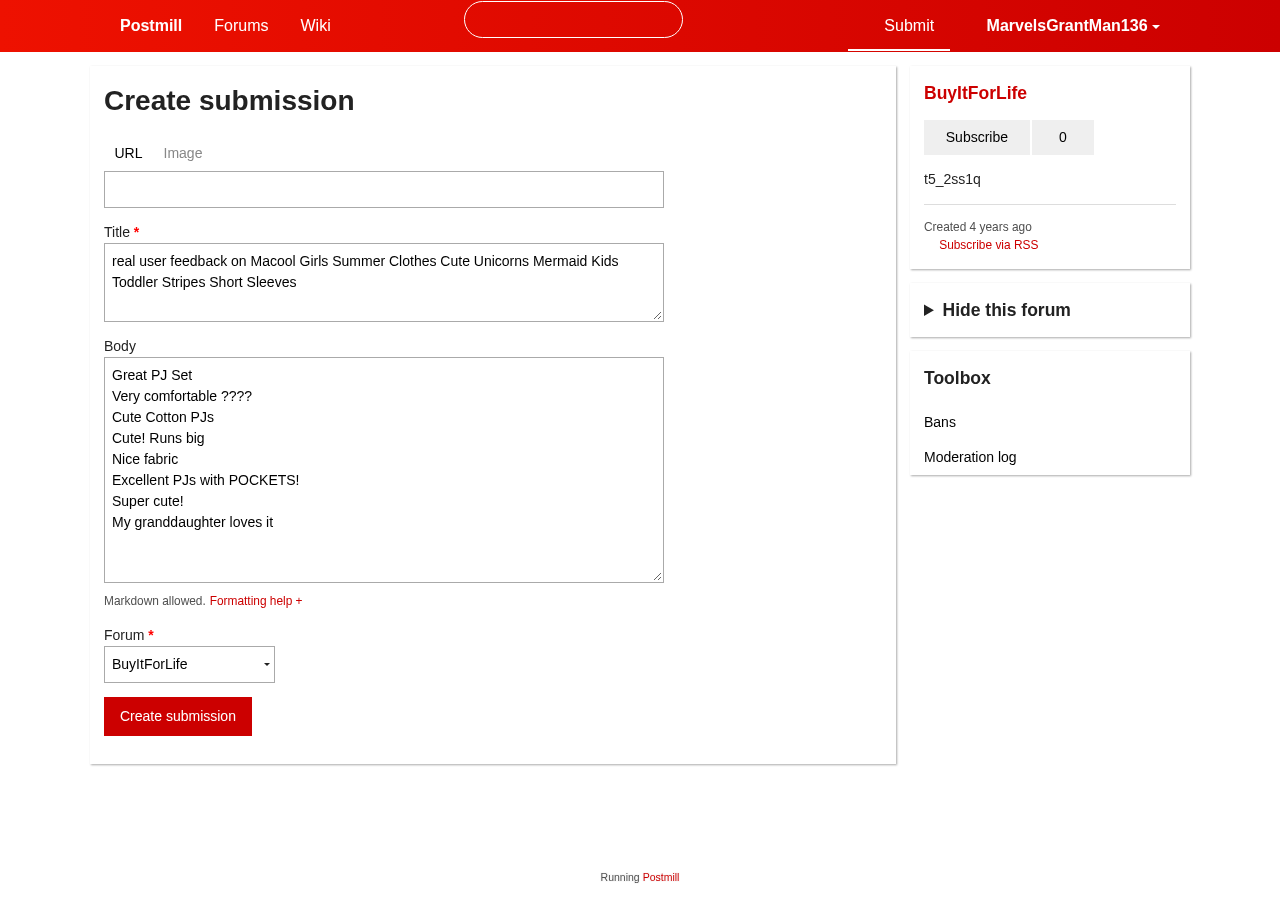 Postmill Forums Wiki Submit MarvelsGrantMan136
Create submission
URL Image
Title *
real user feedback on Macool Girls Summer Clothes Cute Unicorns Mermaid Kids
Toddler Stripes Short Sleeves
Body
Great PJ Set
Very comfortable ????
Cute Cotton PJs
Cute! Runs big
Nice fabric
Excellent PJs with POCKETS!
Super cute!
My granddaughter loves it
Markdown allowed. Formatting help +
Forum *
BuyItForLife
Create submission
BuyItForLife
Subscribe 0
t5_2ss1q
Created 4 years ago
Subscribe via RSS
Hide this forum
Toolbox
Bans
Moderation log
Running Postmill